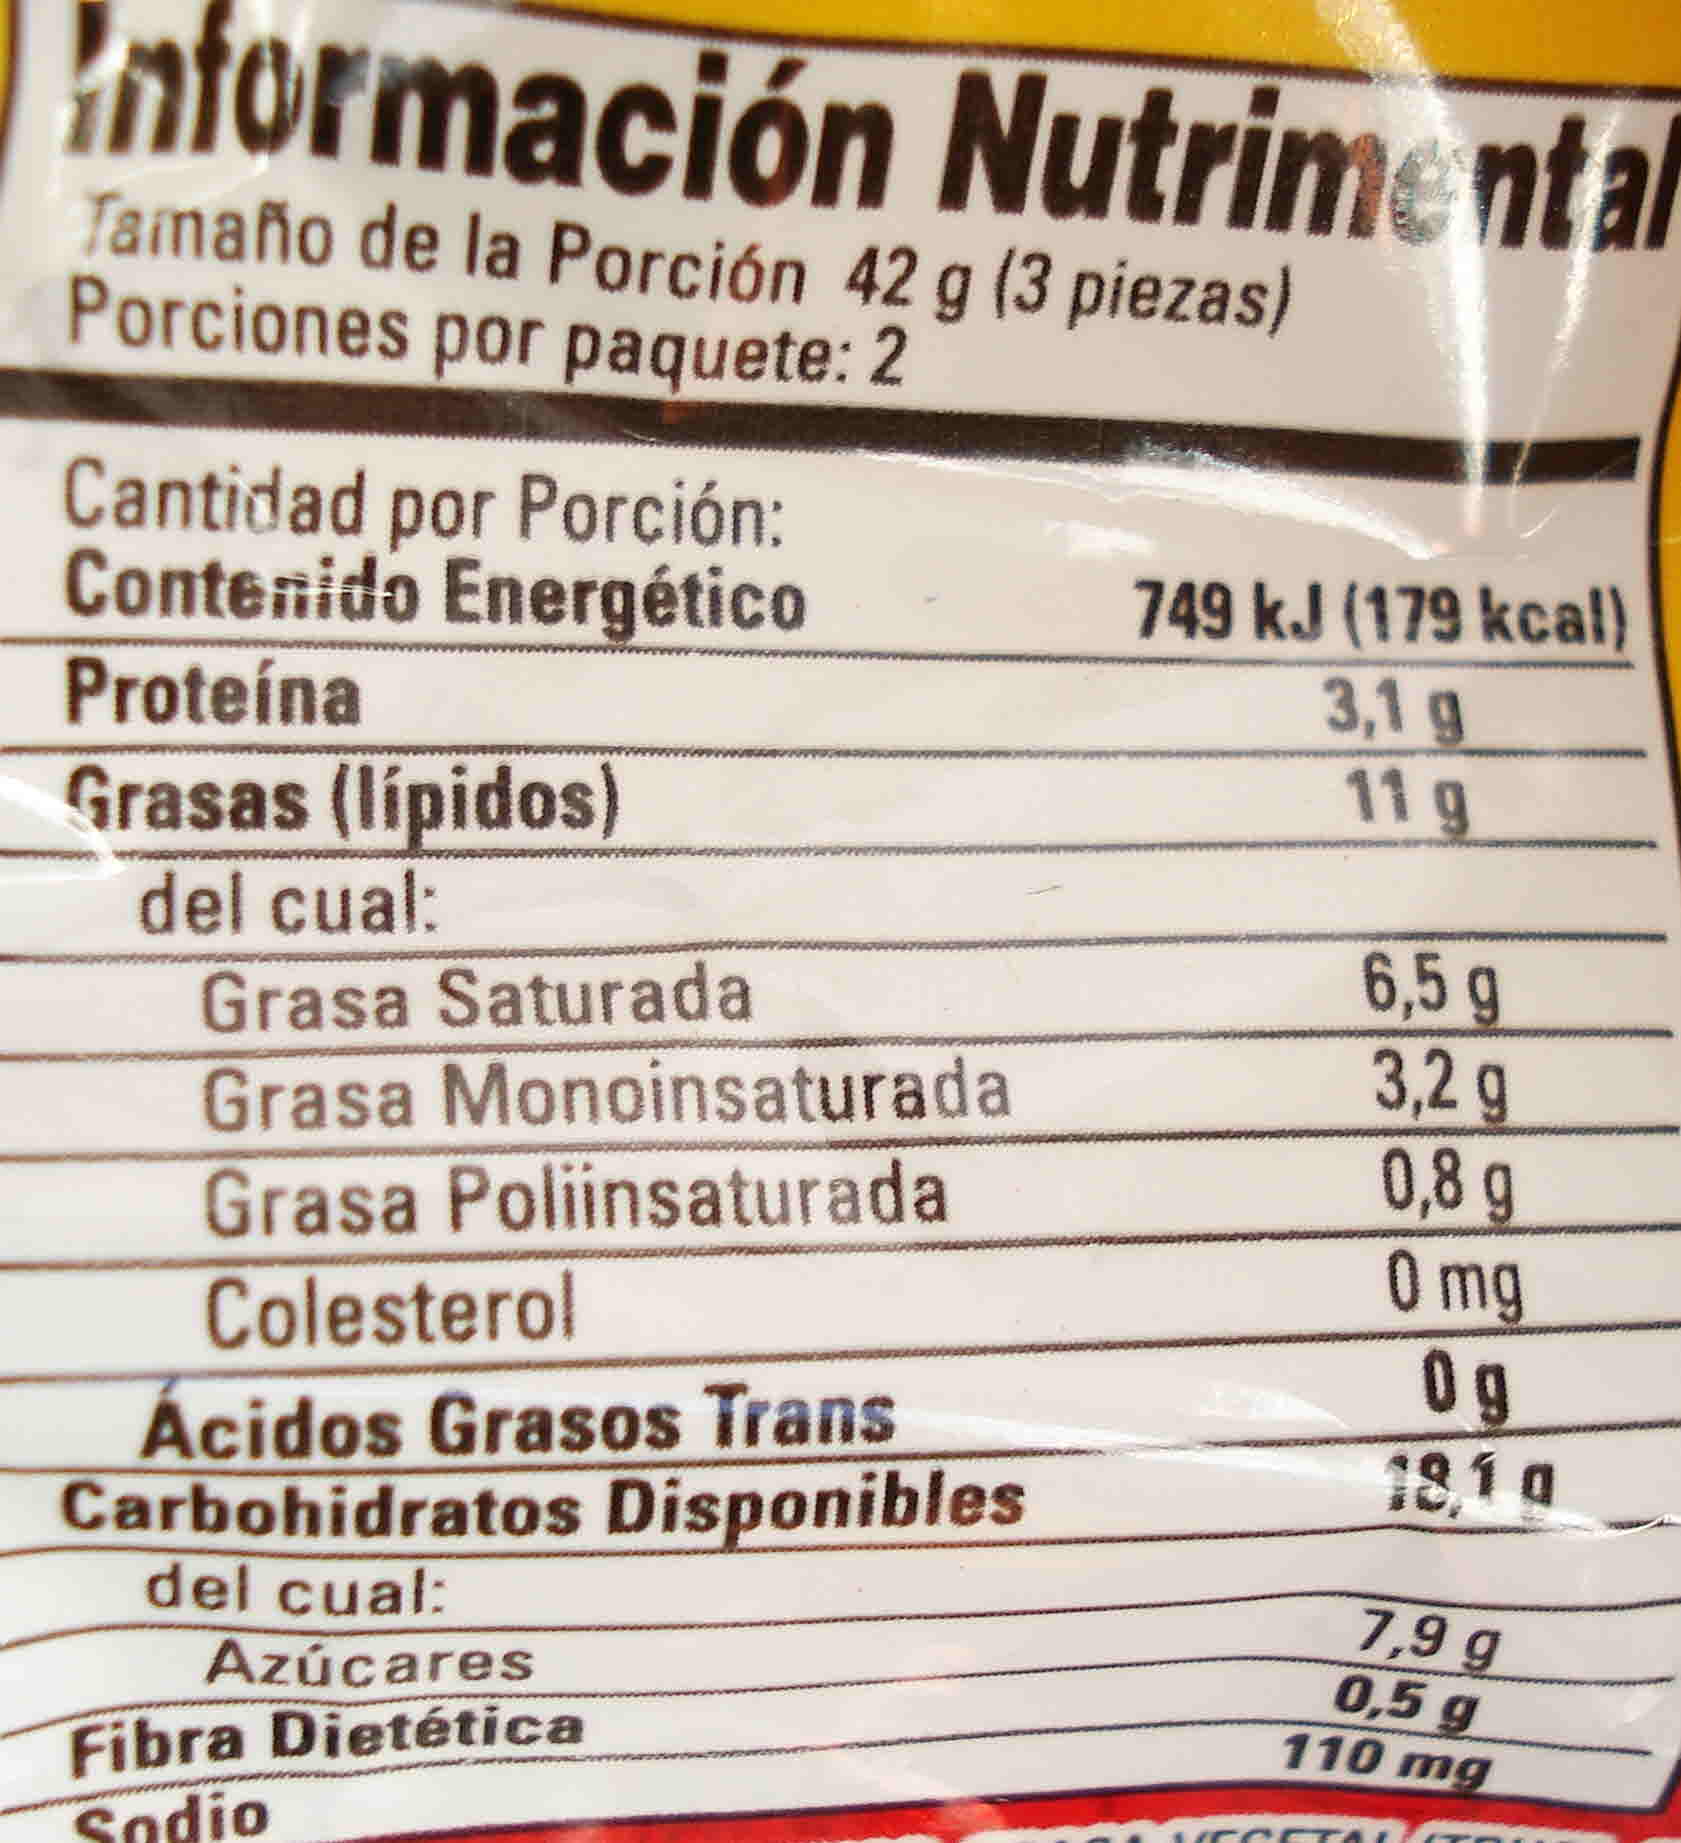 Información Nutrimental
Tamaño de la Porción 42 g (3 piezas)
Porciones por paquete: 2
Cantidad por Porción:
Contenido Energético 749 kJ (179 kcal)
Proteína 3,1 g
Grasas (lípidos) 11 g
del cual:
Grasa Saturada 6,5 g
Grasa Monoinsaturada 3,2 g
Grasa Poliinsaturada 0,8 g
Colesterol 0 mg
Ácidos Grasos Trans 0 g
Carbohidratos Disponibles 18,1 g
del cual:
Azúcares 7,9 g
Fibra Dietética 0,5 g
Sodio 110 mg
VEGETAL